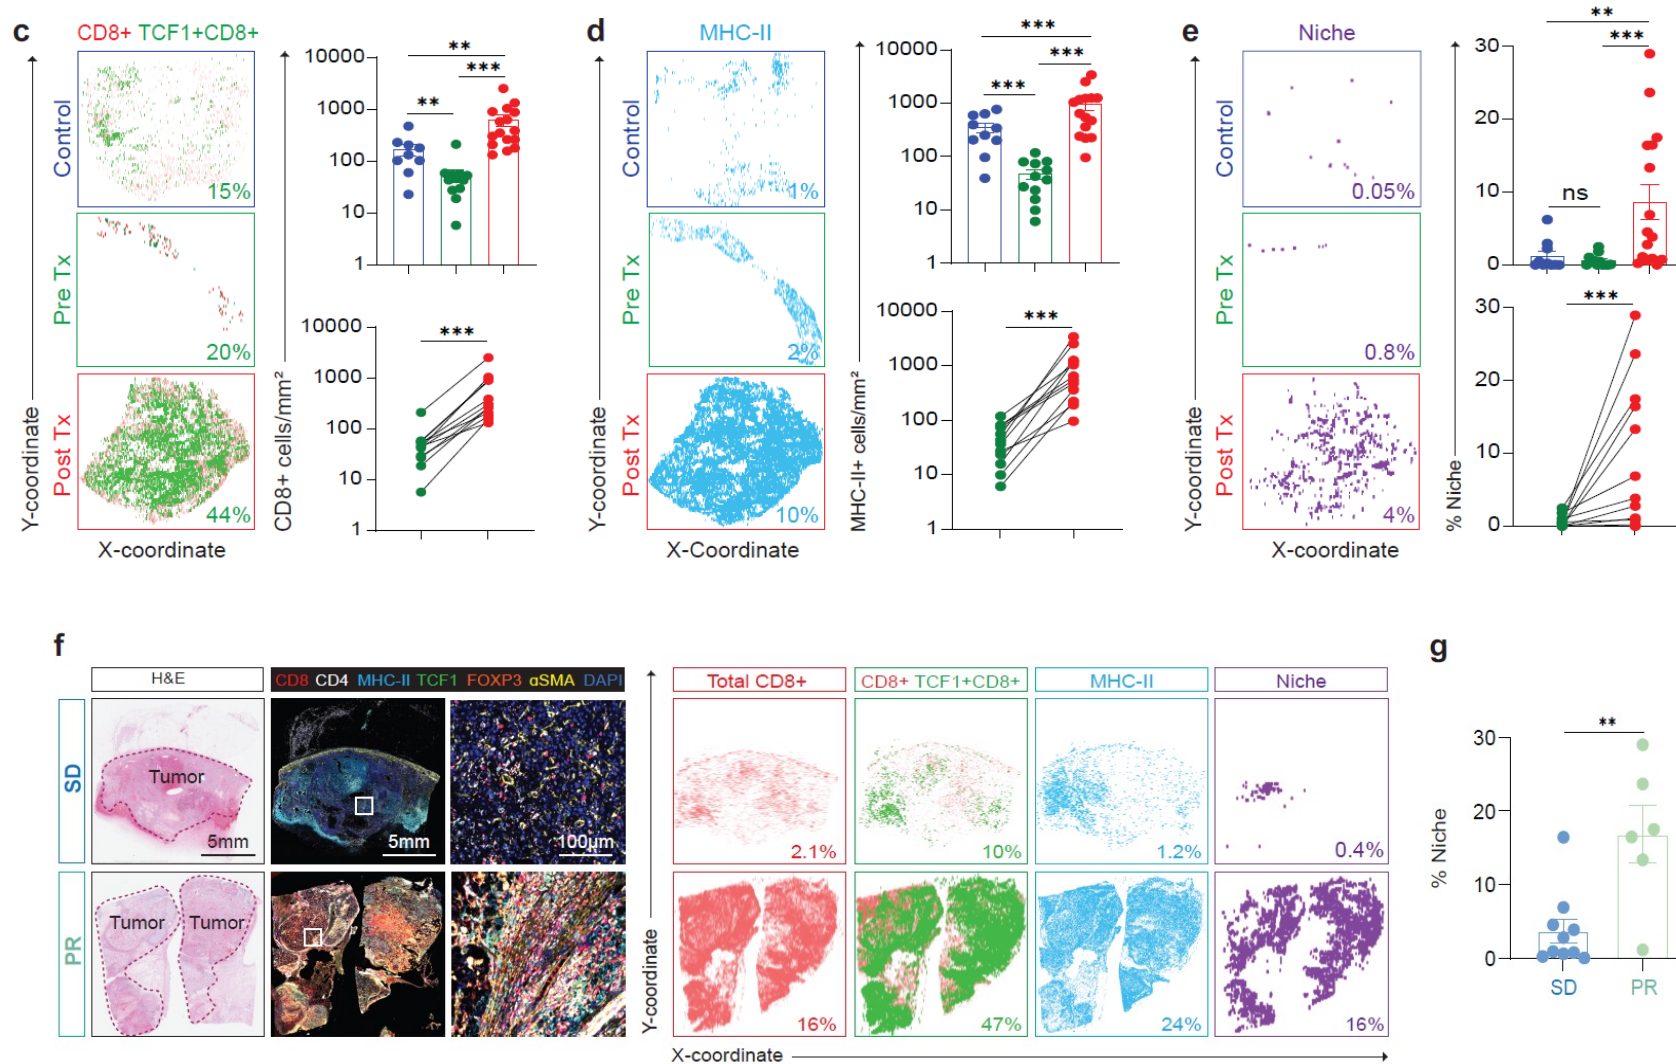 c
CD8+ TCF1+CD8+
Y-coordinate
Control
15%
Pre Tx
20%
Post Tx
44%
X-coordinate
CD8+ cells/mm²
10000
1000
100
10
1
**
***
**
10000
1000
100
10
1
***
d
MHC-II
Y-coordinate
Control
1%
Pre Tx
2%
Post Tx
10%
X-Coordinate
MHC-II+ cells/mm²
10000
1000
100
10
1
***
***
***
10000
1000
100
10
1
***
e
Niche
Y-coordinate
Control
0.05%
Pre Tx
0.8%
Post Tx
4%
X-coordinate
% Niche
30
20
10
0
**
***
ns
30
20
10
0
***
f
H&E
CD8 CD4 MHC-II TCF1 FOXP3 αSMA DAPI
SD
Tumor
5mm
5mm
100μm
PR
Tumor
Tumor
Y-coordinate
Total CD8+
CD8+ TCF1+CD8+
MHC-II
Niche
2.1%
10%
1.2%
0.4%
16%
47%
24%
16%
X-coordinate
g
% Niche
30
20
10
0
**
SD
PR